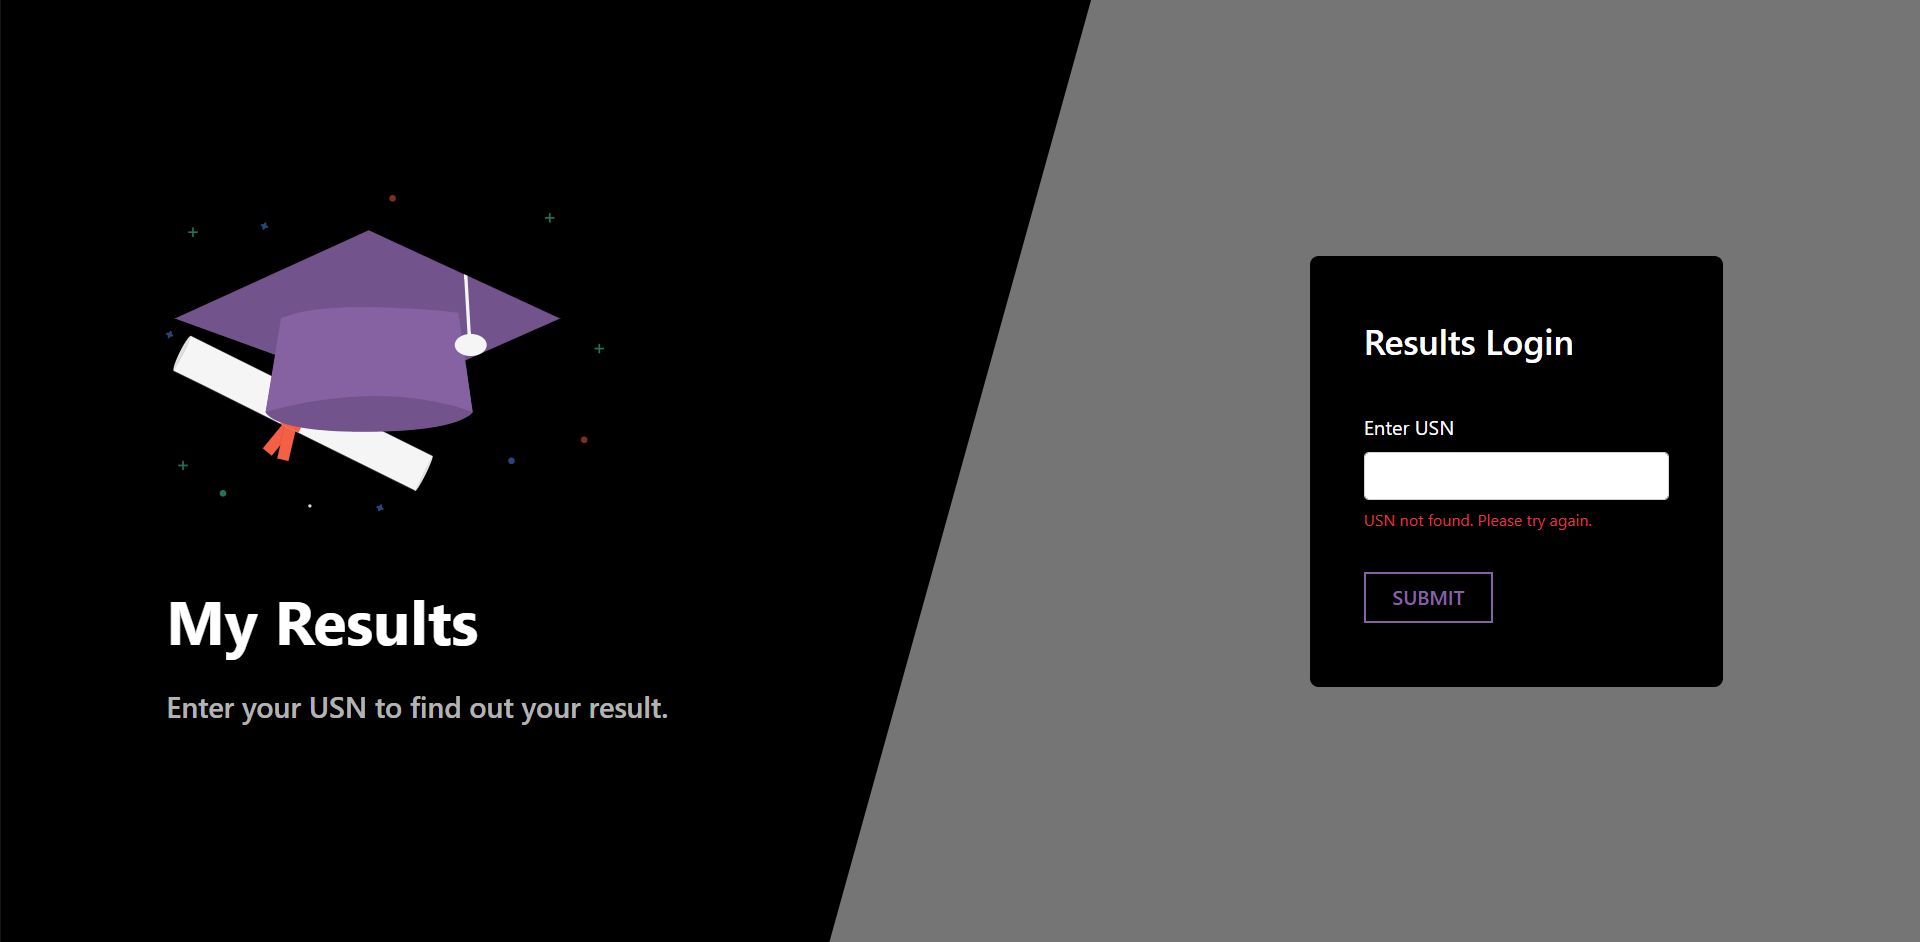 My Results
Enter your USN to find out your result.
Results Login
Enter USN
USN not found. Please try again.
SUBMIT